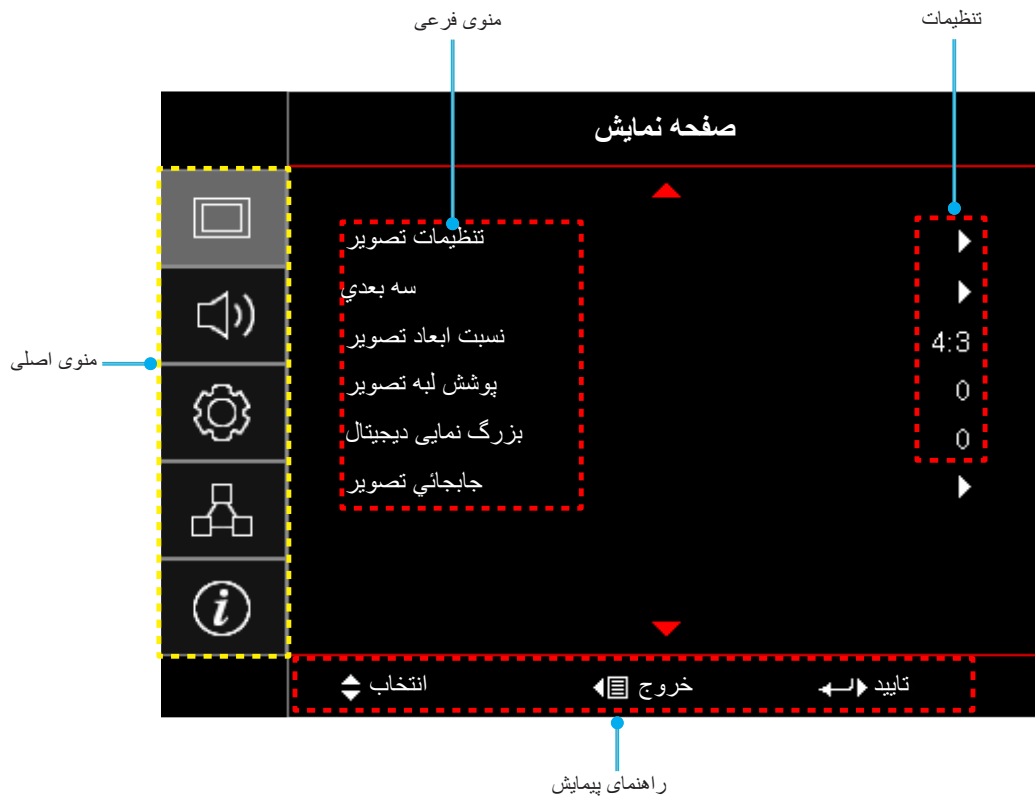 منوی فرعی
تنظیمات
صفحه نمایش
تنظیمات تصویر
سه بعدي
نسبت ابعاد تصویر
4:3
پوشش لبه تصویر
0
بزرگ نمایی دیجیتال
0
جابجائي تصویر
منوی اصلی
انتخاب
خروج
تایید
راهنمای پیمایش